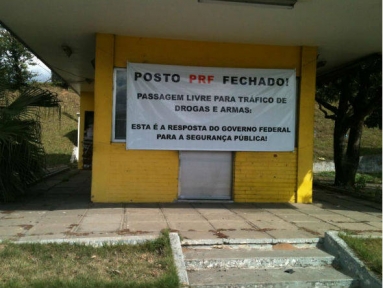 POSTO PRF FECHADO!
PASSAGEM LIVRE PARA TRÁFICO DE
DROGAS E ARMAS:
ESTA É A RESPOSTA DO GOVERNO FEDERAL
PARA A SEGURANÇA PÚBLICA!